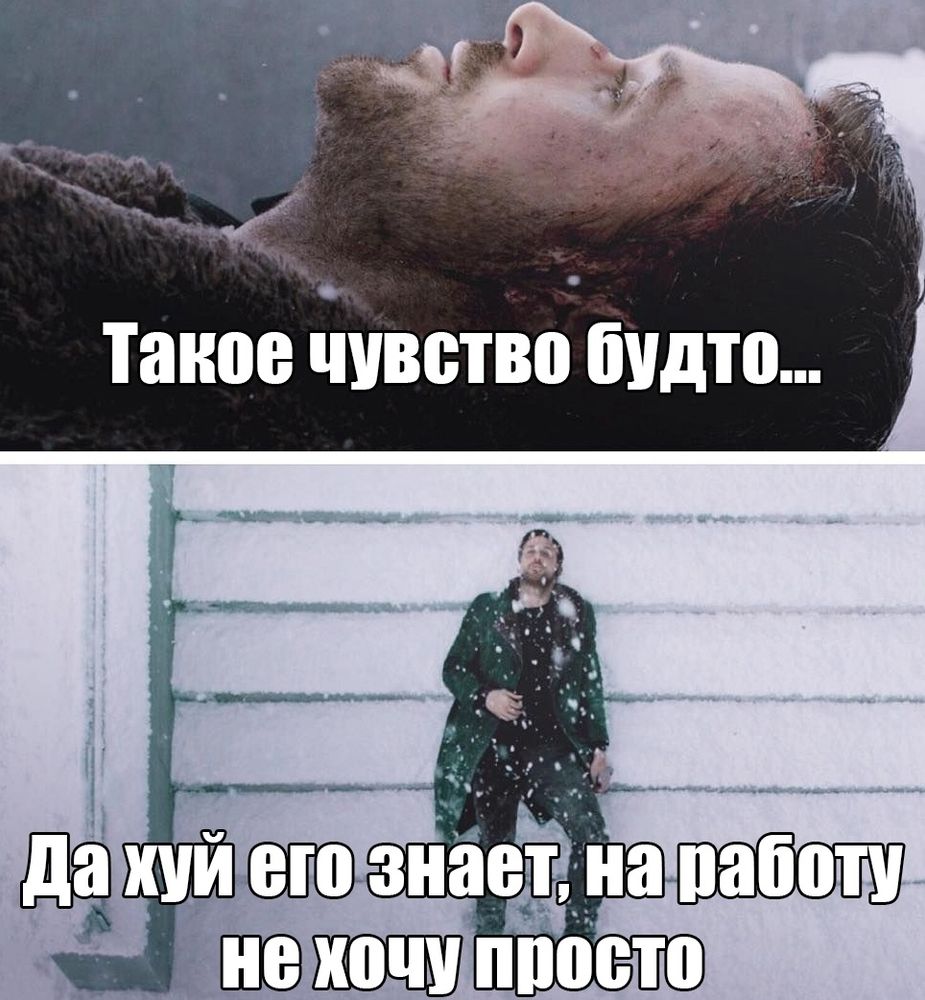 Такое чувство будто...
Да хуй его знает, на работу
не хочу просто